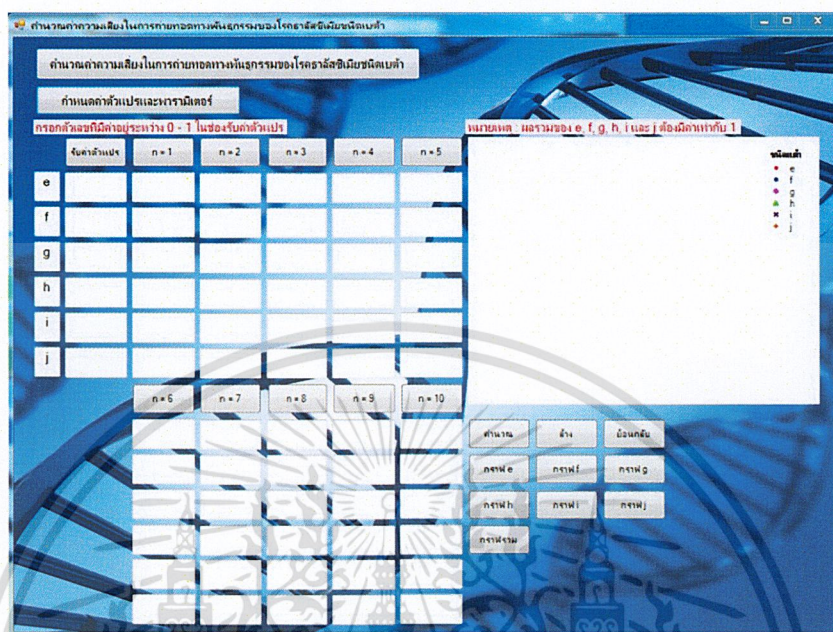 คำนวณค่าความเสี่ยงในการถ่ายทอดทางพันธุกรรมของโรคธาลัสซีเมียชนิดเบต้า
คำนวณค่าความเสี่ยงในการถ่ายทอดทางพันธุกรรมของโรคธาลัสซีเมียชนิดเบต้า
กำหนดค่าตัวแปรและพารามิเตอร์
กรอกตัวเลขที่มีค่าอยู่ระหว่าง 0 - 1 ในช่องรับค่าตัวแปร
หมายเหตุ : ผลรวมของ e, f, g, h, i และ j ต้องมีค่าเท่ากับ 1
รับค่าตัวแปร n = 1 n = 2 n = 3 n = 4 n = 5
e
f
g
h
i
j
ชนิดเบต้า
e
f
g
h
i
j
n = 6 n = 7 n = 8 n = 9 n = 10
คำนวณ ล้าง ย้อนกลับ
กราฟ e กราฟ f กราฟ g
กราฟ h กราฟ i กราฟ j
กราฟรวม